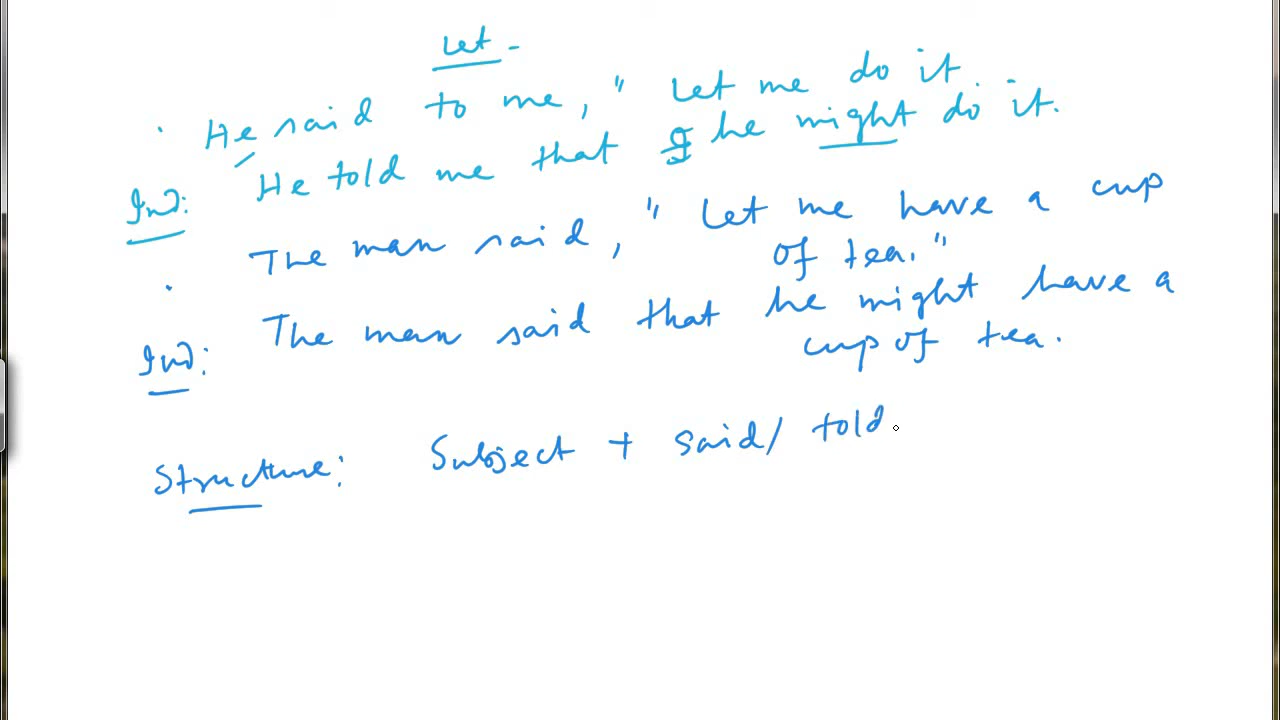 Let -
He said to me, " Let me do it
Ind: He told me that he might do it.
The man said, " Let me have a cup
of tea."
Ind: The man said that he might have a
cup of tea.
Structure: Subject + said/ told